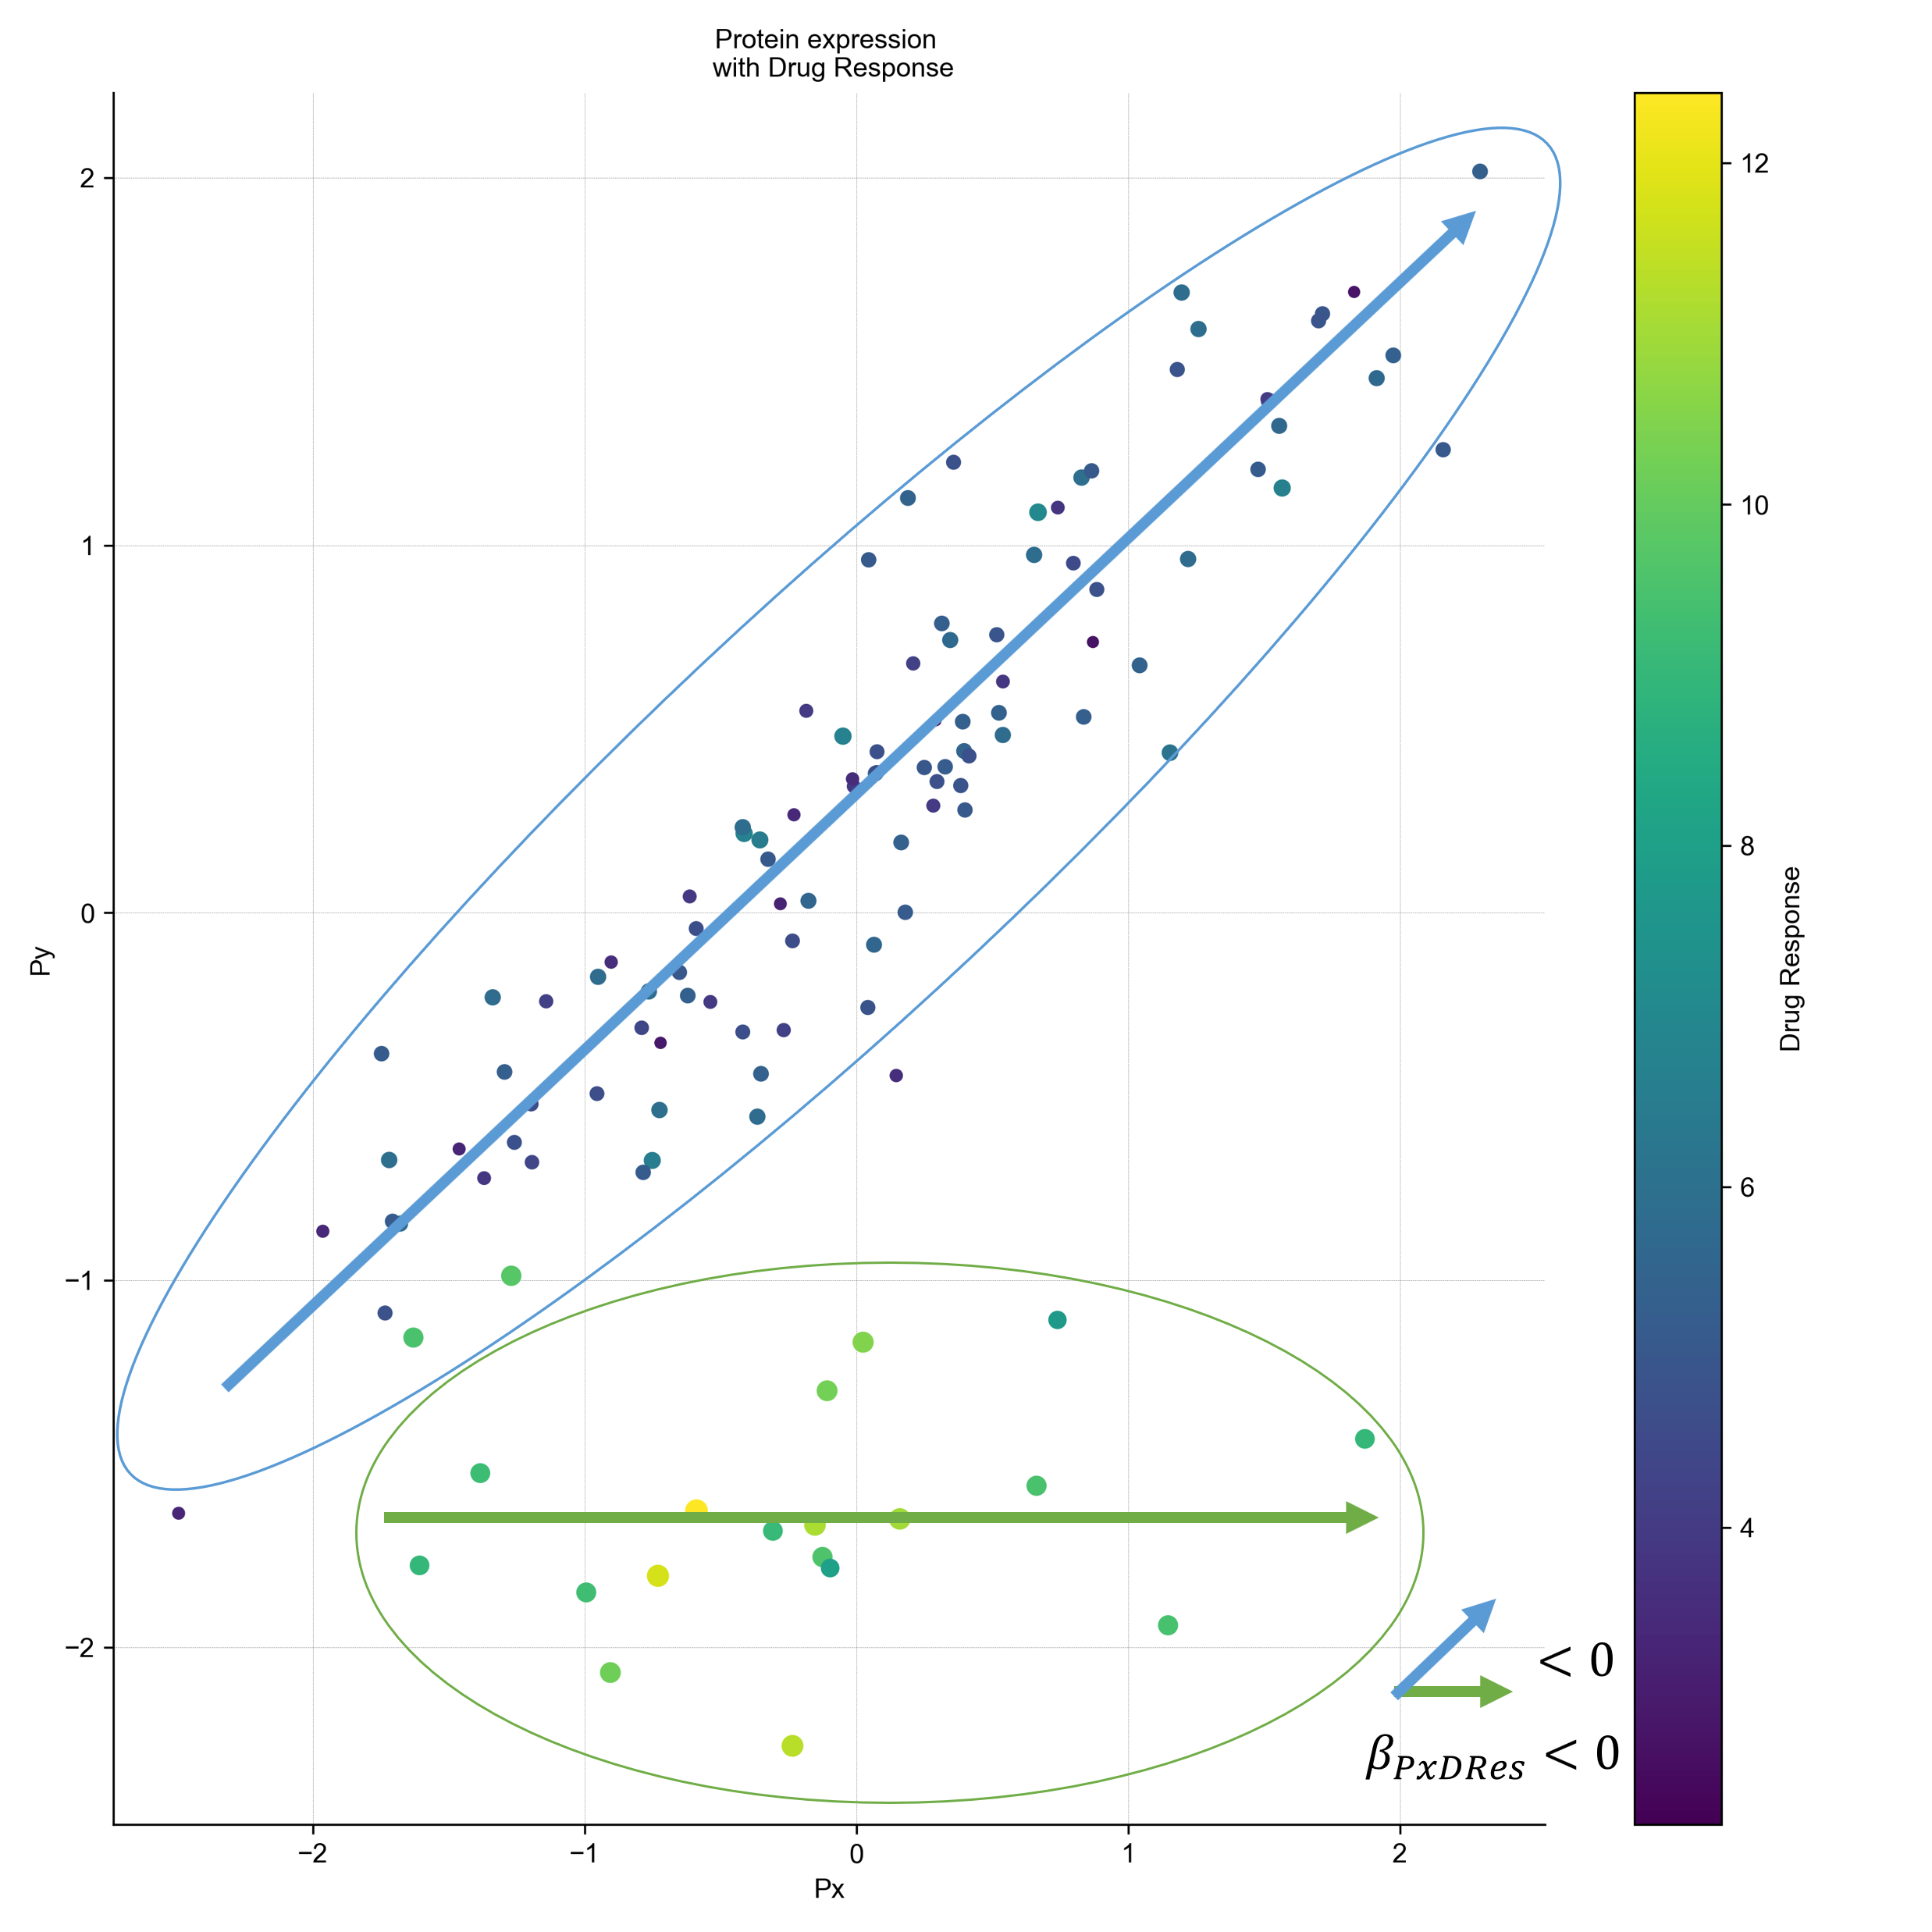 Protein expression
with Drug Response
2
1
0
−1
−2
Py
−2
−1
0
1
2
Px
12
10
8
6
4
Drug Response
< 0
βPxDRes < 0